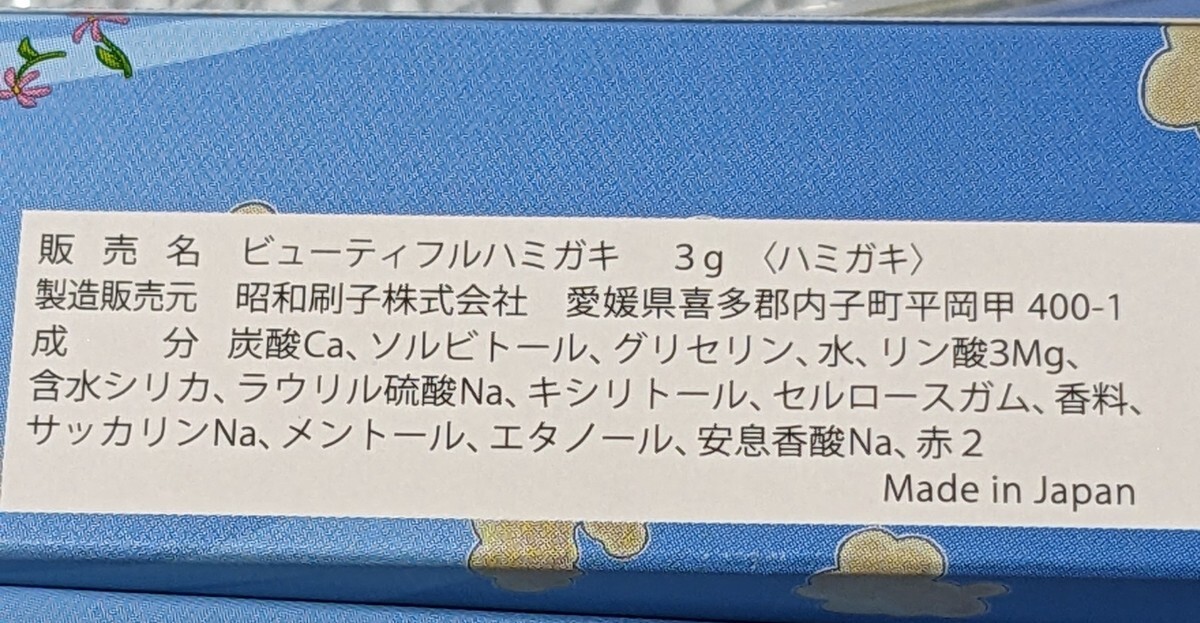 販売名 ビューティフルハミガキ 3g 〈ハミガキ〉
製造販売元 昭和刷子株式会社 愛媛県喜多郡内子町平岡甲 400-1
成分 炭酸Ca、ソルビトール、グリセリン、水、リン酸3Mg、
含水シリカ、ラウリル硫酸Na、キシリトール、セルロースガム、香料、
サッカリンNa、メントール、エタノール、安息香酸Na、赤2
Made in Japan